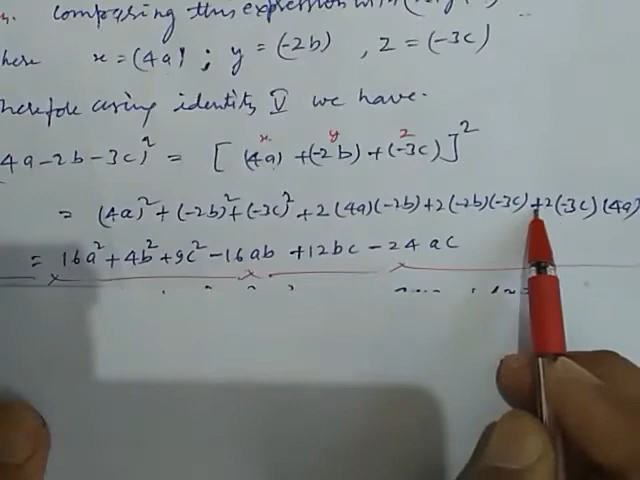 comparing this expression with (
here x = (4a) ; y = (-2b) , z = (-3c)
herefore using identity V we have.
x y z
4a-2b-3c)² = [(4a) +(-2b) +(-3c)]²
= (4a)²+(-2b)²+(-3c)²+2(4a)(-2b)+2(-2b)(-3c)+2(-3c)(4a)
= 16a²+4b²+9c²-16ab +12bc -24ac